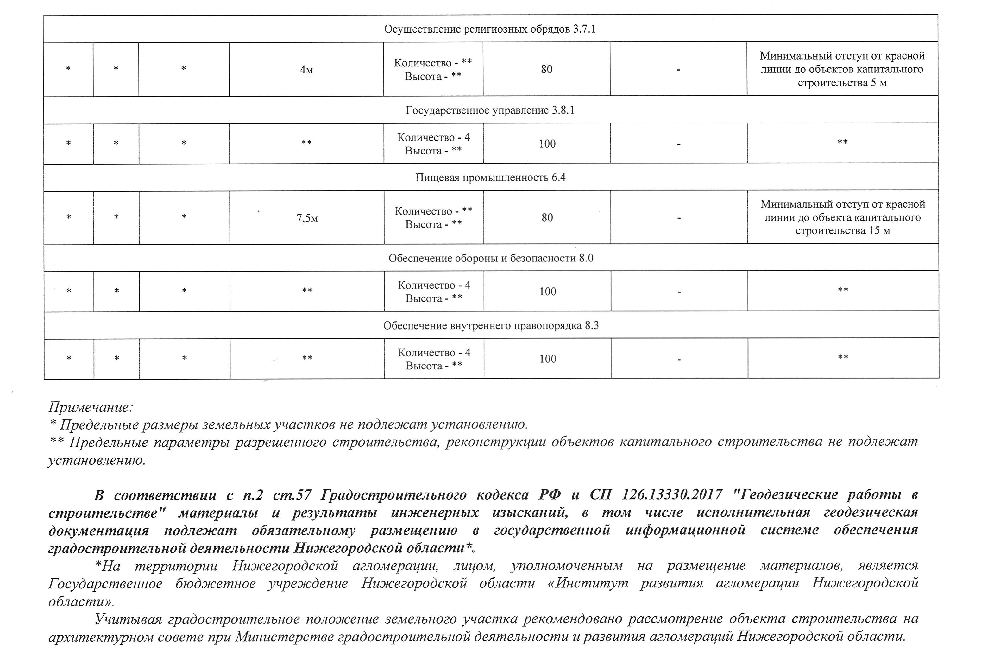 Осуществление религиозных обрядов 3.7.1
* * * 4м Количество - ** Высота - ** 80 - Минимальный отступ от красной линии до объектов капитального строительства 5 м
Государственное управление 3.8.1
* * * ** Количество - 4 Высота - ** 100 - **
Пищевая промышленность 6.4
* * * 7,5м Количество - ** Высота - ** 80 - Минимальный отступ от красной линии до объекта капитального строительства 15 м
Обеспечение обороны и безопасности 8.0
* * * ** Количество - 4 Высота - ** 100 - **
Обеспечение внутреннего правопорядка 8.3
* * * ** Количество - 4 Высота - ** 100 - **
Примечание:
* Предельные размеры земельных участков не подлежат установлению.
** Предельные параметры разрешенного строительства, реконструкции объектов капитального строительства не подлежат
установлению.
В соответствии с п.2 ст.57 Градостроительного кодекса РФ и СП 126.13330.2017 "Геодезические работы в
строительстве" материалы и результаты инженерных изысканий, в том числе исполнительная геодезическая
документация подлежат обязательному размещению в государственной информационной системе обеспечения
градостроительной деятельности Нижегородской области*.
*На территории Нижегородской агломерации, лицом, уполномоченным на размещение материалов, является
Государственное бюджетное учреждение Нижегородской области «Институт развития агломерации Нижегородской
области».
Учитывая градостроительное положение земельного участка рекомендовано рассмотрение объекта строительства на
архитектурном совете при Министерстве градостроительной деятельности и развития агломераций Нижегородской области.